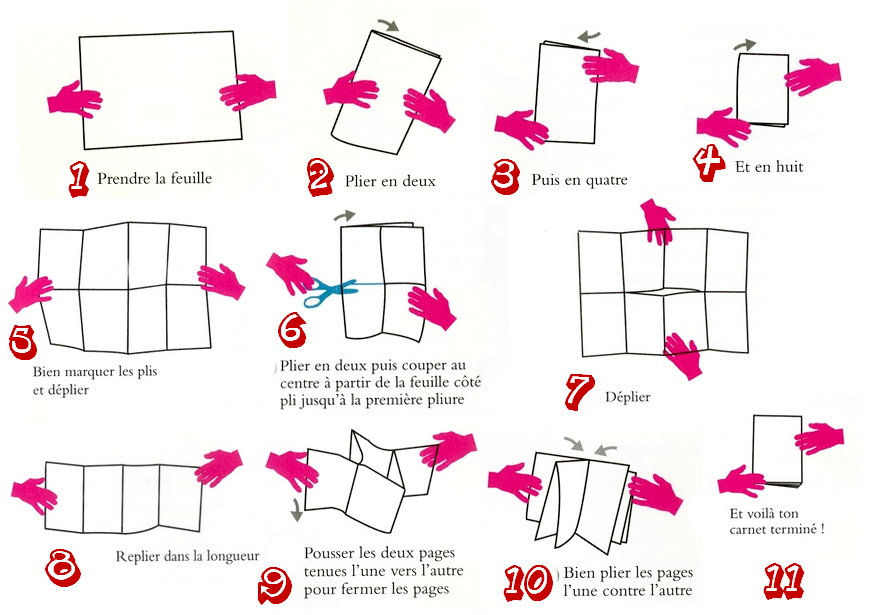 1 Prendre la feuille
2 Plier en deux
3 Puis en quatre
4 Et en huit
5
Bien marquer les plis
et déplier
6
) Plier en deux puis couper au
centre à partir de la feuille côté
pli jusqu'à la première pliure
7 Déplier
8 Replier dans la longueur
9
Pousser les deux pages
tenues l'une vers l'autre
pour fermer les pages
10
) Bien plier les pages
l'une contre l'autre
Et voilà ton
carnet terminé !
11